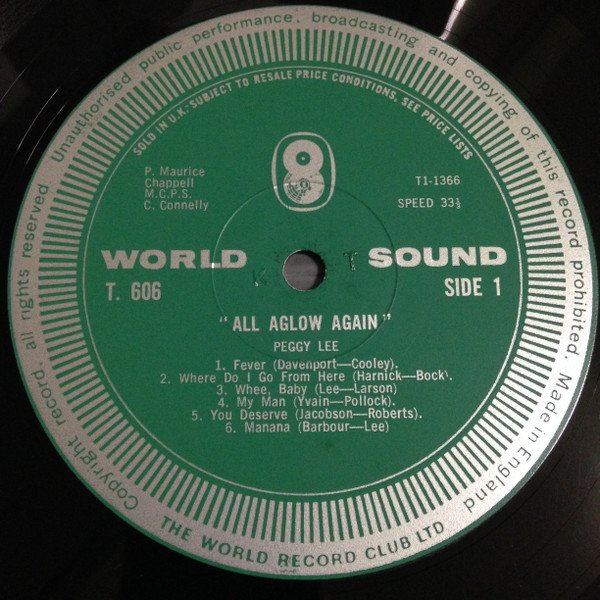 Copyright record all rights reserved Unauthorised public performance, broadcasting and copying of this record prohibited. Made in England
SOLD IN U.K. SUBJECT TO RESALE PRICE CONDITIONS, SEE PRICE LISTS
P. Maurice
Chappell
M.C.P.S.
C. Connelly
T1-1366
SPEED 33⅓
WORLD SOUND
T. 606
SIDE 1
"ALL AGLOW AGAIN"
PEGGY LEE
1. Fever (Davenport—Cooley).
2. Where Do I Go From Here (Harnick—Bock).
3. Whee, Baby (Lee—Larson)
4. My Man (Yvain—Pollock).
5. You Deserve (Jacobson—Roberts).
6. Manana (Barbour—Lee)
THE WORLD RECORD CLUB LTD